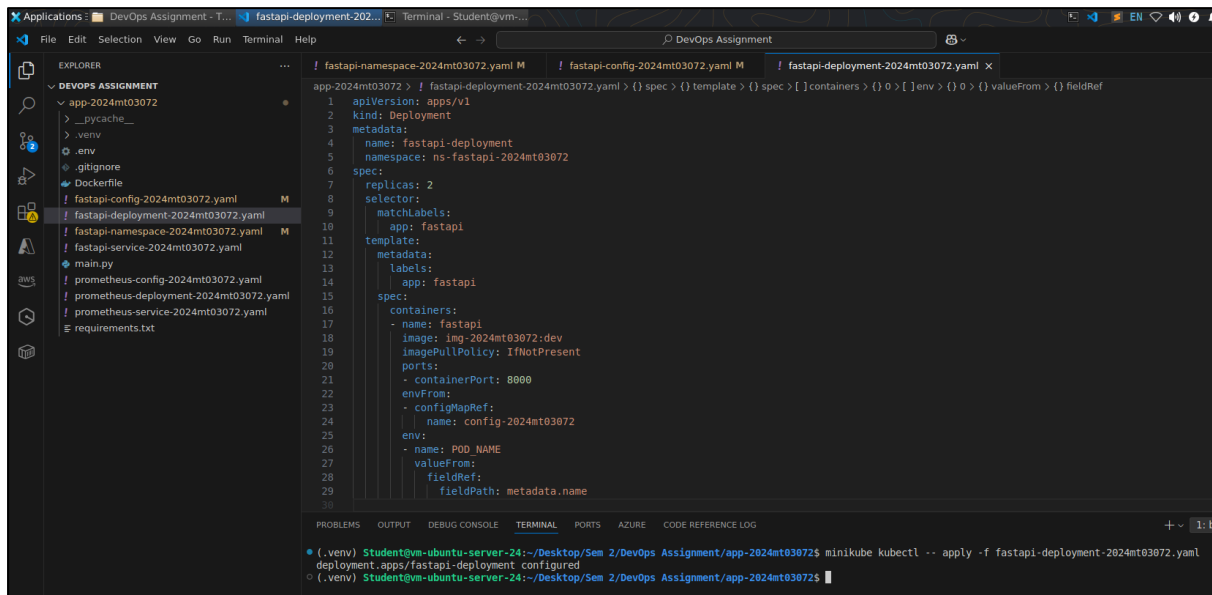 Applications DevOps Assignment - T... fastapi-deployment-202... Terminal - Student@vm-... EN
File Edit Selection View Go Run Terminal Help DevOps Assignment
EXPLORER ...
DEVOPS ASSIGNMENT
app-2024mt03072
__pycache__
.venv
.env
.gitignore
Dockerfile
! fastapi-config-2024mt03072.yaml M
! fastapi-deployment-2024mt03072.yaml
! fastapi-namespace-2024mt03072.yaml M
! fastapi-service-2024mt03072.yaml
main.py
! prometheus-config-2024mt03072.yaml
! prometheus-deployment-2024mt03072.yaml
! prometheus-service-2024mt03072.yaml
requirements.txt
2
aws
! fastapi-namespace-2024mt03072.yaml M ! fastapi-config-2024mt03072.yaml M ! fastapi-deployment-2024mt03072.yaml ×
app-2024mt03072 > ! fastapi-deployment-2024mt03072.yaml > {} spec > {} template > {} spec > [ ] containers > {} 0 > [ ] env > {} 0 > {} valueFrom > {} fieldRef
1 apiVersion: apps/v1
2 kind: Deployment
3 metadata:
4 name: fastapi-deployment
5 namespace: ns-fastapi-2024mt03072
6 spec:
7 replicas: 2
8 selector:
9 matchLabels:
10 app: fastapi
11 template:
12 metadata:
13 labels:
14 app: fastapi
15 spec:
16 containers:
17 - name: fastapi
18 image: img-2024mt03072:dev
19 imagePullPolicy: IfNotPresent
20 ports:
21 - containerPort: 8000
22 envFrom:
23 - configMapRef:
24 name: config-2024mt03072
25 env:
26 - name: POD_NAME
27 valueFrom:
28 fieldRef:
29 fieldPath: metadata.name
30
PROBLEMS OUTPUT DEBUG CONSOLE TERMINAL PORTS AZURE CODE REFERENCE LOG + 1: b
(.venv) Student@vm-ubuntu-server-24:~/Desktop/Sem 2/DevOps Assignment/app-2024mt03072$ minikube kubectl -- apply -f fastapi-deployment-2024mt03072.yaml
deployment.apps/fastapi-deployment configured
(.venv) Student@vm-ubuntu-server-24:~/Desktop/Sem 2/DevOps Assignment/app-2024mt03072$